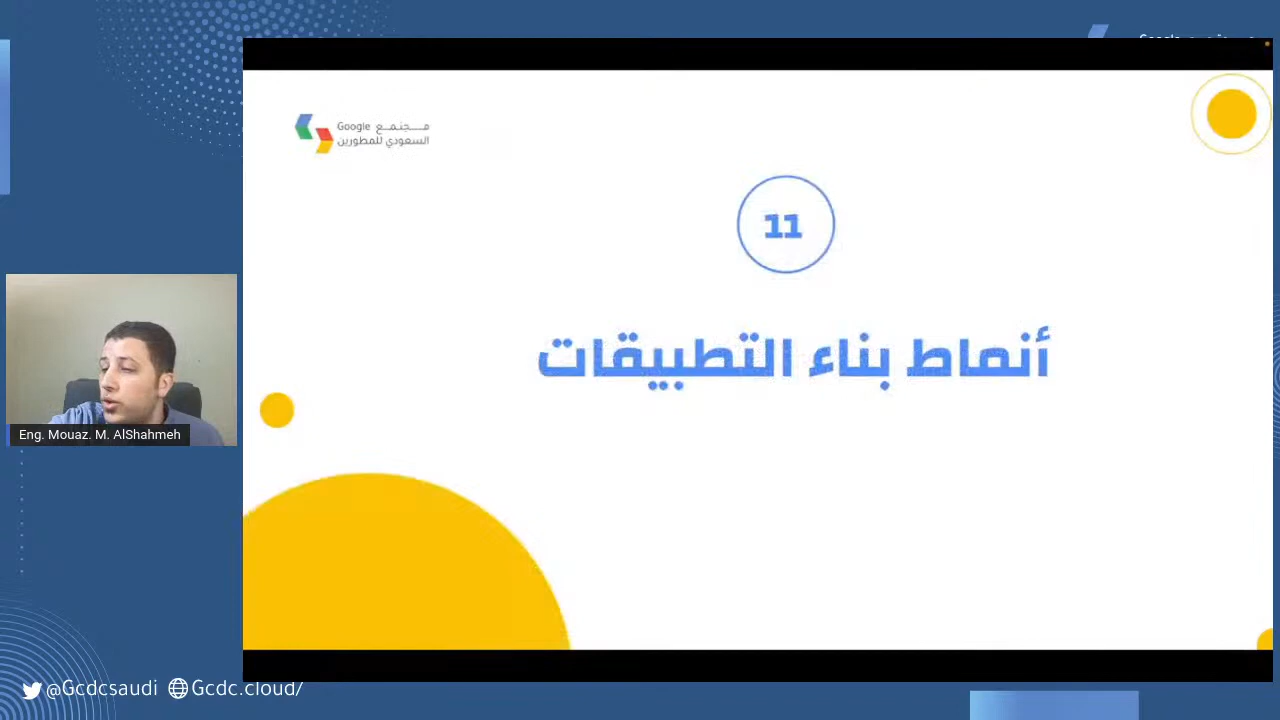 Google مجتمع
السعودي للمطورين
11
أنماط بناء التطبيقات
Eng. Mouaz. M. AlShahmeh
@Gcdcsaudi Gcdc.cloud/